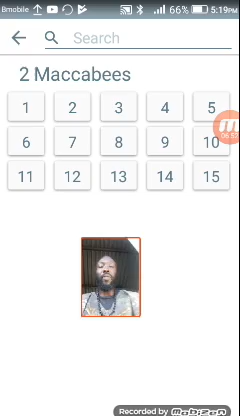 Bmobile 66% 5:19PM
Search
2 Maccabees
1 2 3 4 5
6 7 8 9 10
11 12 13 14 15
Recorded by Mobizen